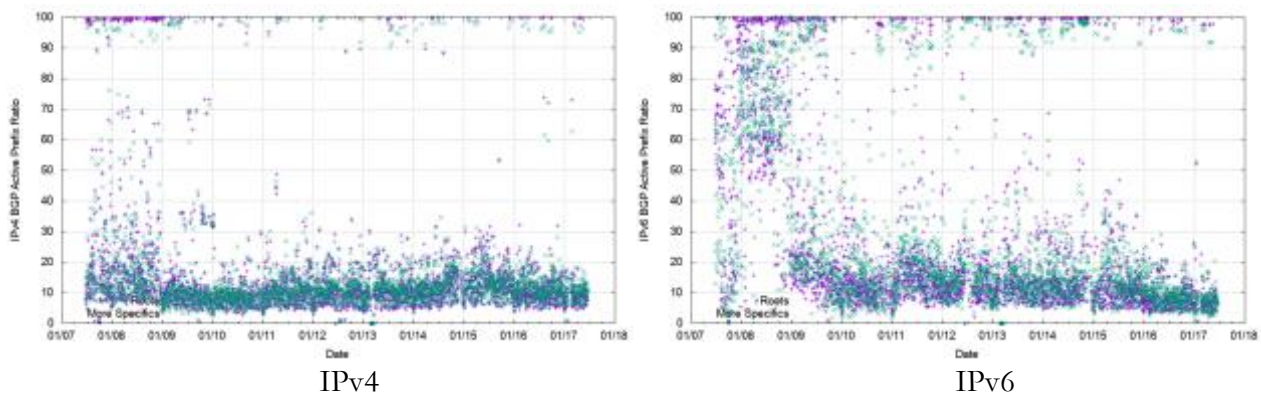 IPv4 BGP Active Prefix Ratio
100
90
80
70
60
50
40
30
20
10
0
Roots
More Specifics
01/07 01/08 01/09 01/10 01/11 01/12 01/13 01/14 01/15 01/16 01/17 01/18
Date
IPv4
IPv6 BGP Active Prefix Ratio
100
90
80
70
60
50
40
30
20
10
0
Roots
More Specifics
01/07 01/08 01/09 01/10 01/11 01/12 01/13 01/14 01/15 01/16 01/17 01/18
Date
IPv6